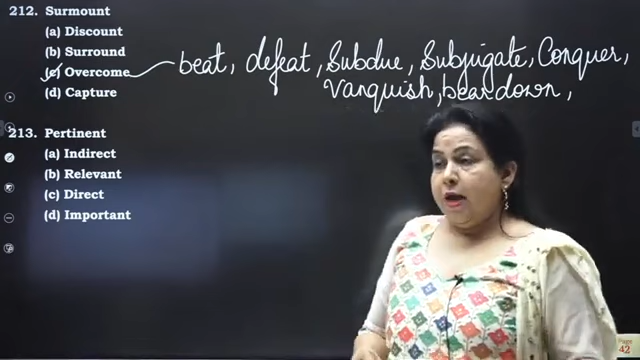 212. Surmount
(a) Discount
(b) Surround
(c) Overcome
(d) Capture
beat, defeat, Subdue, Subjugate, Conquer,
Vanquish, bear down,
213. Pertinent
(a) Indirect
(b) Relevant
(c) Direct
(d) Important
42